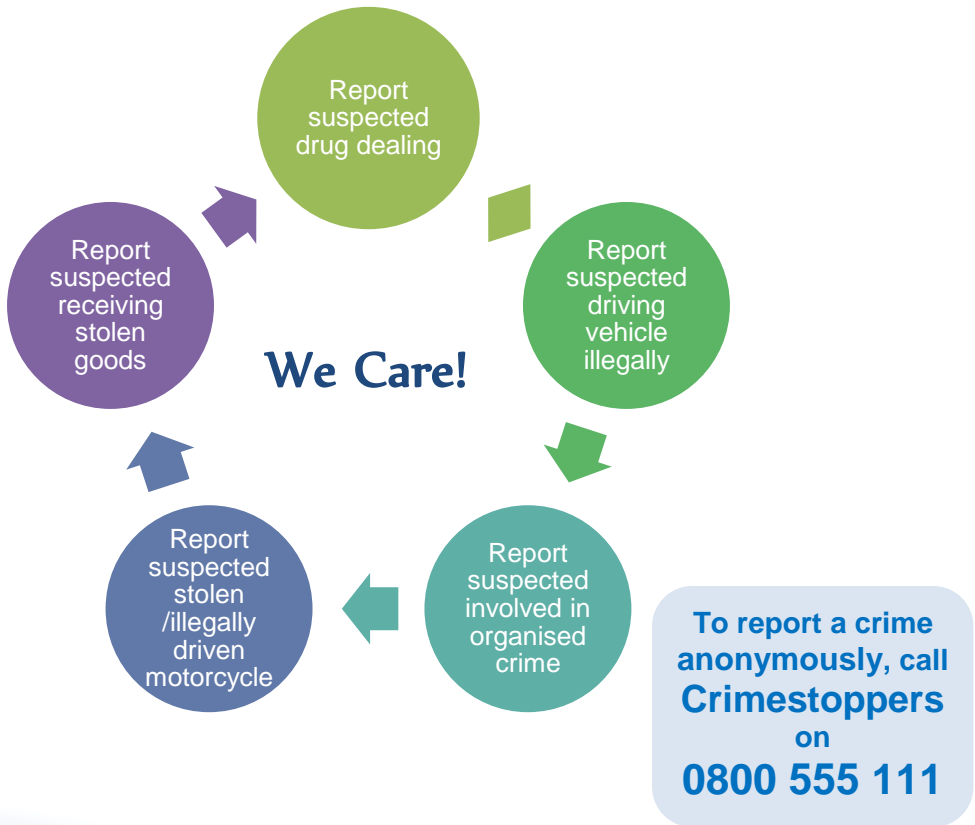 Report
suspected
drug dealing
Report
suspected
driving
vehicle
illegally
Report
suspected
involved in
organised
crime
Report
suspected
stolen
/illegally
driven
motorcycle
Report
suspected
receiving
stolen
goods
We Care!
To report a crime
anonymously, call
Crimestoppers
on
0800 555 111